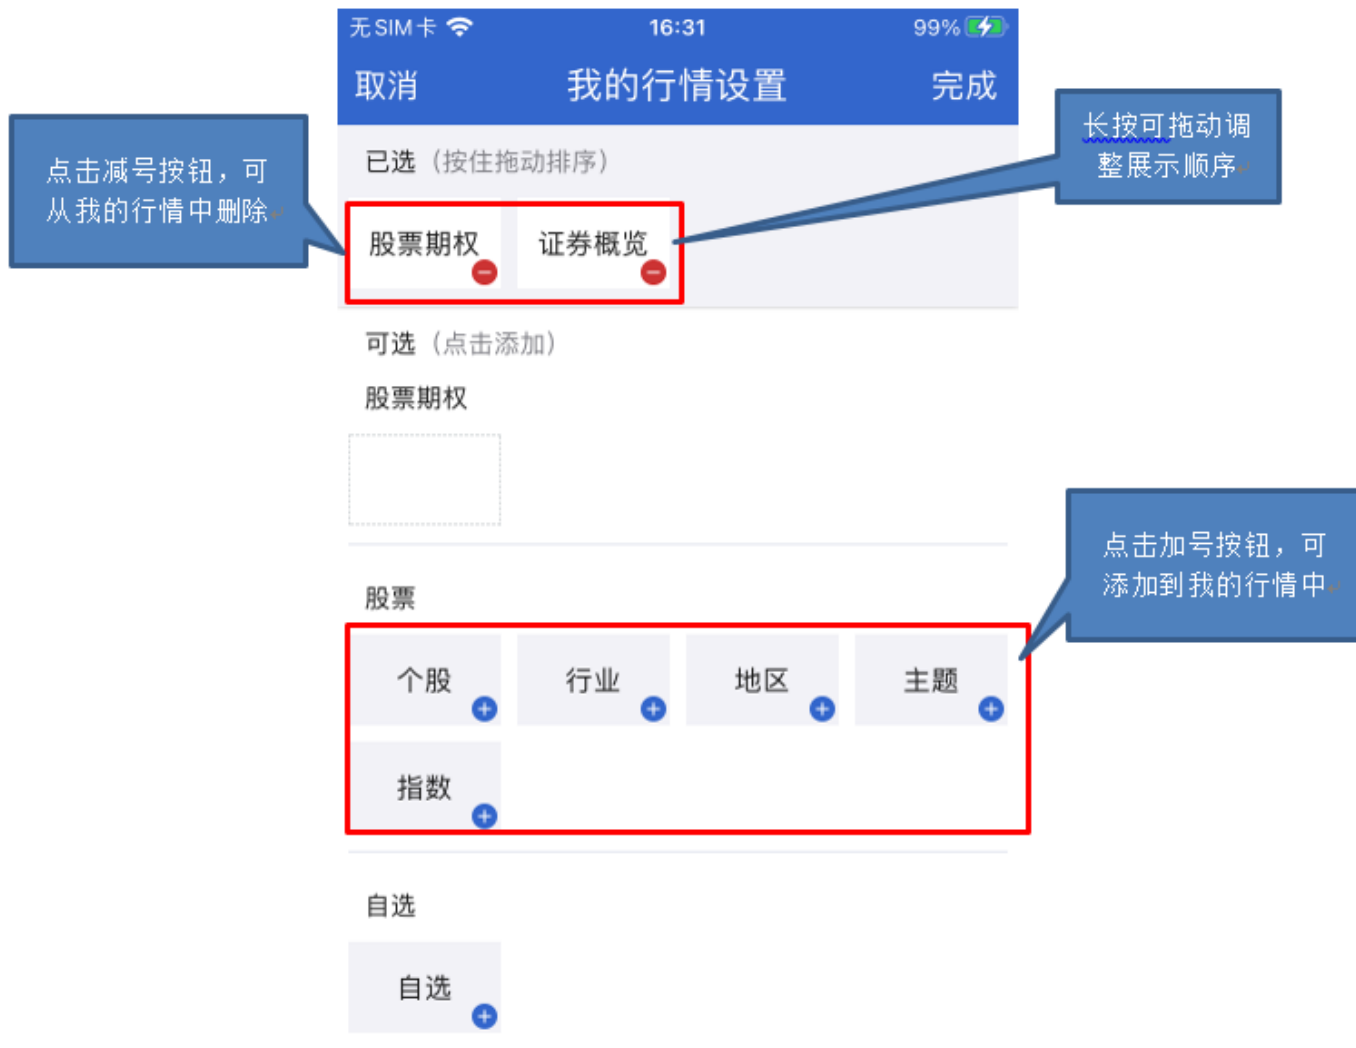 无SIM卡
16:31
99%
取消
我的行情设置
完成
长按可拖动调
整展示顺序
点击减号按钮，可
从我的行情中删除
已选（按住拖动排序）
股票期权
证券概览
可选（点击添加）
股票期权
点击加号按钮，可
添加到我的行情中
股票
个股
行业
地区
主题
指数
自选
自选